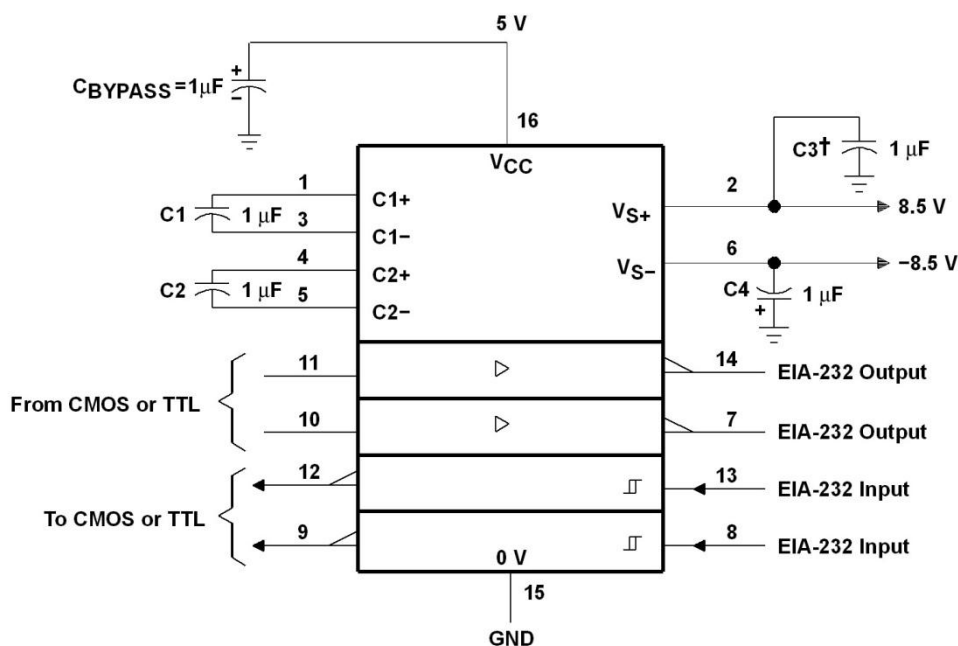 5 V
CBYPASS = 1μF
+
−
16
VCC
C3† 1 μF
1
C1 1 μF
3
C1+
C1−
2
VS+
8.5 V
4
C2 1 μF
5
C2+
C2−
6
VS−
−8.5 V
C4 1 μF
+
11
14
EIA-232 Output
From CMOS or TTL
10
7
EIA-232 Output
12
13
EIA-232 Input
To CMOS or TTL
9
8
EIA-232 Input
0 V
15
GND